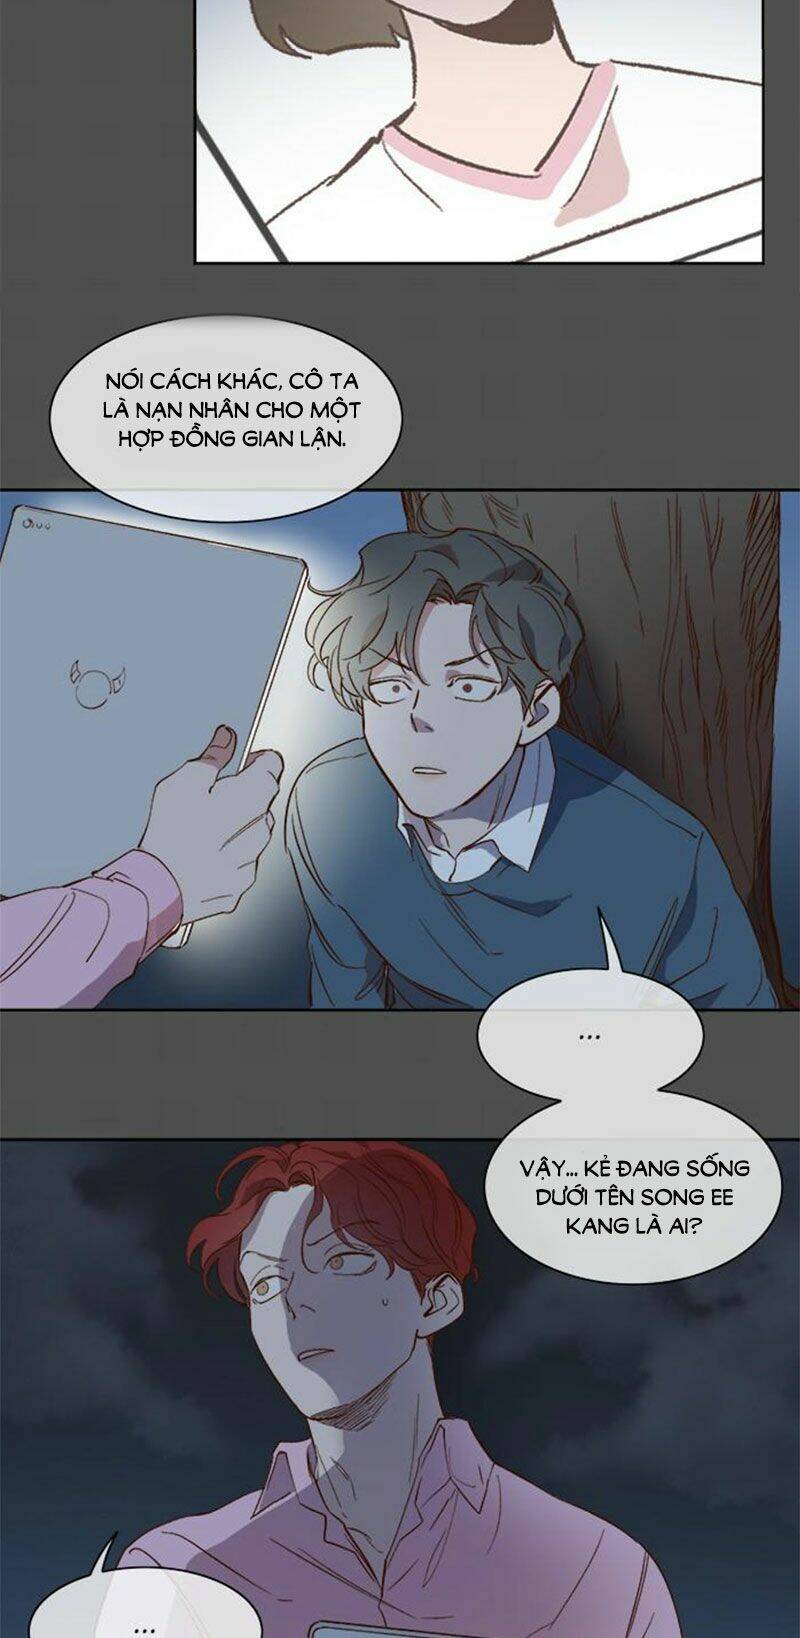 NÓI CÁCH KHÁC, CÔ TA
LÀ NẠN NHÂN CHO MỘT
HỢP ĐỒNG GIAN LẬN.
...
VẬY... KẺ ĐANG SỐNG
DƯỚI TÊN SONG EE
KANG LÀ AI?
...